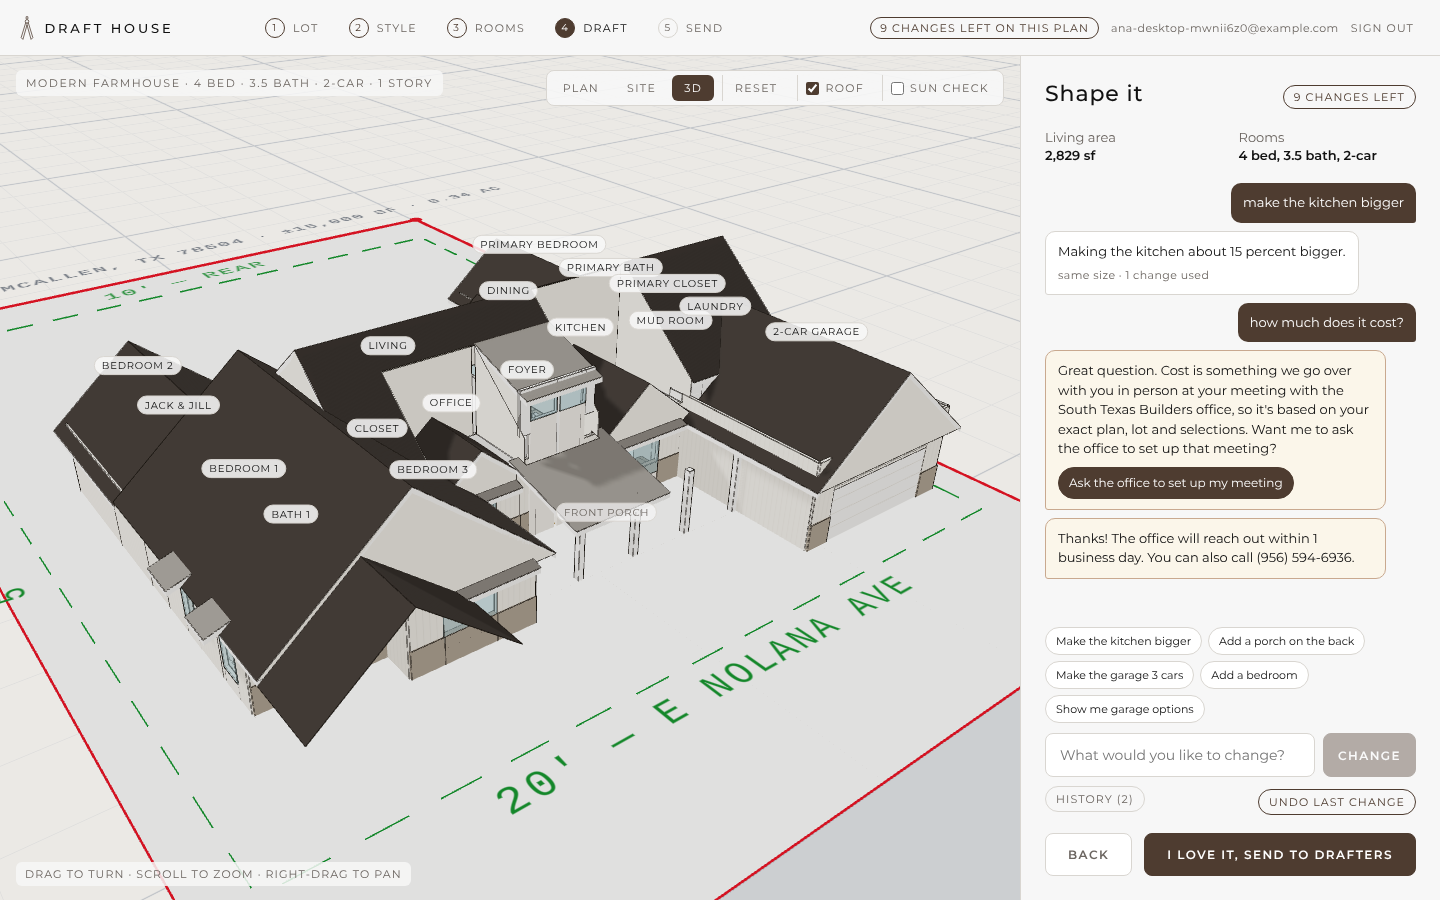 DRAFT HOUSE
1 LOT
2 STYLE
3 ROOMS
4 DRAFT
5 SEND
9 CHANGES LEFT ON THIS PLAN
ana-desktop-mwnii6z0@example.com
SIGN OUT
MODERN FARMHOUSE · 4 BED · 3.5 BATH · 2-CAR · 1 STORY
PLAN
SITE
3D
RESET
ROOF
SUN CHECK
MCALLEN, TX 78504 ·
· 0.34 AC
10' — REAR
PRIMARY BEDROOM
PRIMARY BATH
PRIMARY CLOSET
DINING
LAUNDRY
MUD ROOM
KITCHEN
2-CAR GARAGE
LIVING
BEDROOM 2
FOYER
JACK & JILL
OFFICE
CLOSET
BEDROOM 1
BEDROOM 3
BATH 1
FRONT PORCH
20' — E NOLANA AVE
DRAG TO TURN · SCROLL TO ZOOM · RIGHT-DRAG TO PAN
Shape it
9 CHANGES LEFT
Living area
2,829 sf
Rooms
4 bed, 3.5 bath, 2-car
make the kitchen bigger
Making the kitchen about 15 percent bigger.
same size · 1 change used
how much does it cost?
Great question. Cost is something we go over
with you in person at your meeting with the
South Texas Builders office, so it's based on your
exact plan, lot and selections. Want me to ask
the office to set up that meeting?
Ask the office to set up my meeting
Thanks! The office will reach out within 1
business day. You can also call (956) 594-6936.
Make the kitchen bigger
Add a porch on the back
Make the garage 3 cars
Add a bedroom
Show me garage options
What would you like to change?
CHANGE
HISTORY (2)
UNDO LAST CHANGE
BACK
I LOVE IT, SEND TO DRAFTERS